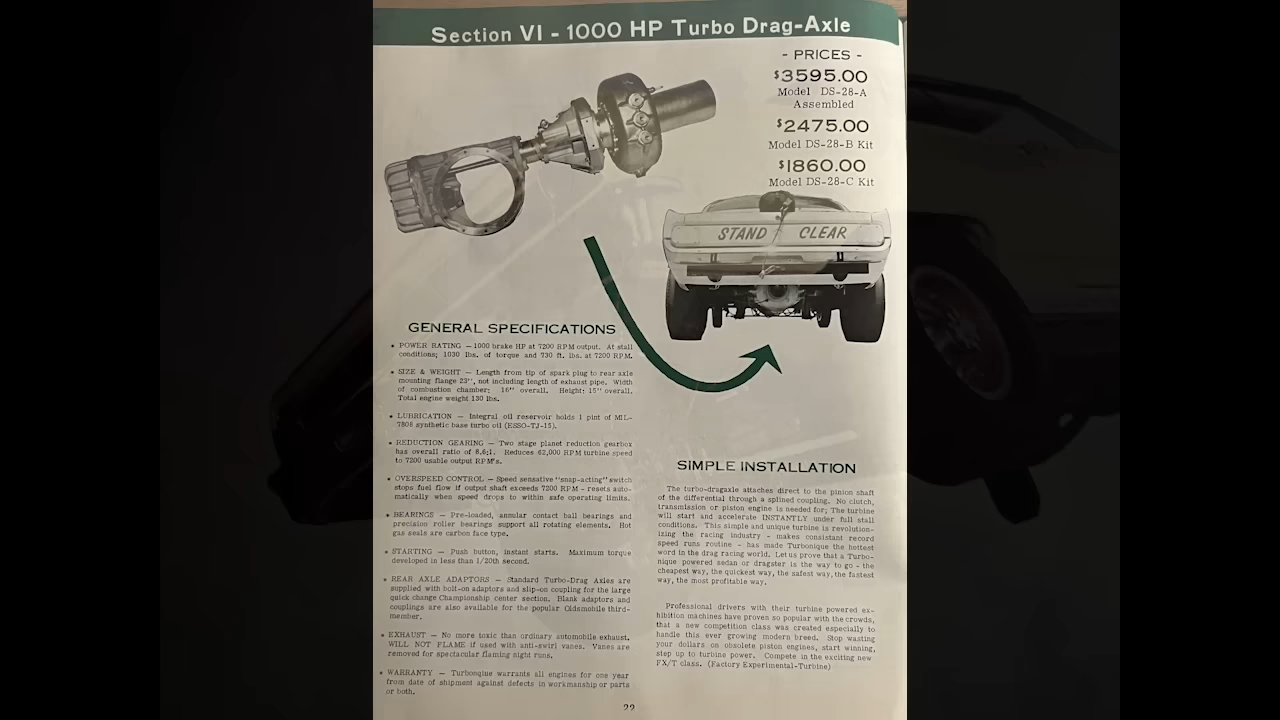 Section VI - 1000 HP Turbo Drag-Axle
- PRICES -
$3595.00
Model DS-28-A
Assembled
$2475.00
Model DS-28-B Kit
$1860.00
Model DS-28-C Kit
STAND CLEAR
GENERAL SPECIFICATIONS
• POWER RATING — 1000 brake HP at 7200 RPM output. At stall
conditions; 1030 lbs. of torque and 730 ft. lbs. at 7200 RPM.
• SIZE & WEIGHT — Length from tip of spark plug to rear axle
mounting flange 23", not including length of exhaust pipe. Width
of combustion chamber: 16" overall. Height: 15" overall.
Total engine weight 130 lbs.
• LUBRICATION — Integral oil reservoir holds 1 pint of MIL-
7808 synthetic base turbo oil (ESSO-TJ-15).
• REDUCTION GEARING — Two stage planet reduction gearbox
has overall ratio of 8.6:1. Reduces 62,000 RPM turbine speed
to 7200 usable output RPM's.
• OVERSPEED CONTROL - Speed sensitive "snap-acting" switch
stops fuel flow if output shaft exceeds 7200 RPM - resets auto-
matically when speed drops to within safe operating limits.
• BEARINGS — Pre-loaded, annular contact ball bearings and
precision roller bearings support all rotating elements. Hot
gas seals are carbon face type.
• STARTING — Push button, instant starts. Maximum torque
developed in less than 1/20th second.
• REAR AXLE ADAPTORS — Standard Turbo-Drag Axles are
supplied with bolt-on adaptors and slip-on coupling for the large
quick change Championship center section. Blank adaptors and
couplings are also available for the popular Oldsmobile third-
member.
• EXHAUST — No more toxic than ordinary automobile exhaust.
WILL NOT FLAME if used with anti-swirl vanes. Vanes are
removed for spectacular flaming night runs.
• WARRANTY — Turbonqiue warrants all engines for one year
from date of shipment against defects in workmanship or parts
or both.
SIMPLE INSTALLATION
The turbo-dragaxle attaches direct to the pinion shaft
of the differential through a splined coupling. No clutch,
transmission or piston engine is needed for; The turbine
will start and accelerate INSTANTLY under full stall
conditions. This simple and unique turbine is revolution-
izing the racing industry - makes consistant record
speed runs routine - has made Turbonique the hottest
word in the drag racing world. Let us prove that a Turbo-
nique powered sedan or dragster is the way to go - the
cheapest way, the quickest way, the safest way, the fastest
way, the most profitable way.
Professional drivers with their turbine powered ex-
hibition machines have proven so popular with the crowds,
that a new competition class was created especially to
handle this ever growing modern breed. Stop wasting
your dollars on obsolete piston engines, start winning,
step up to turbine power. Compete in the exciting new
FX/T class. (Factory Experimental-Turbine)
22